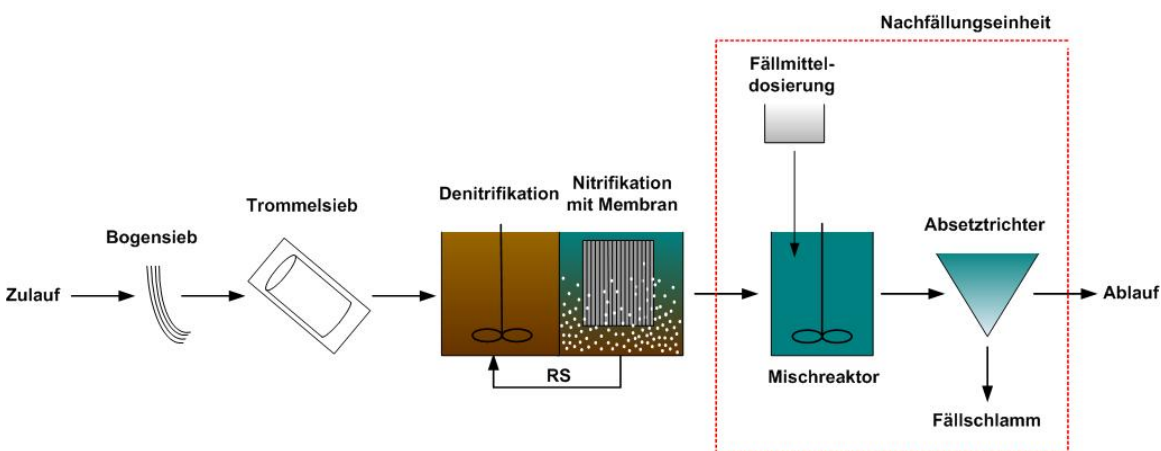 Nachfällungseinheit
Fällmittel-
dosierung
Denitrifikation
Nitrifikation
mit Membran
Trommelsieb
Bogensieb
Absetztrichter
Zulauf
Ablauf
RS
Mischreaktor
Fällschlamm